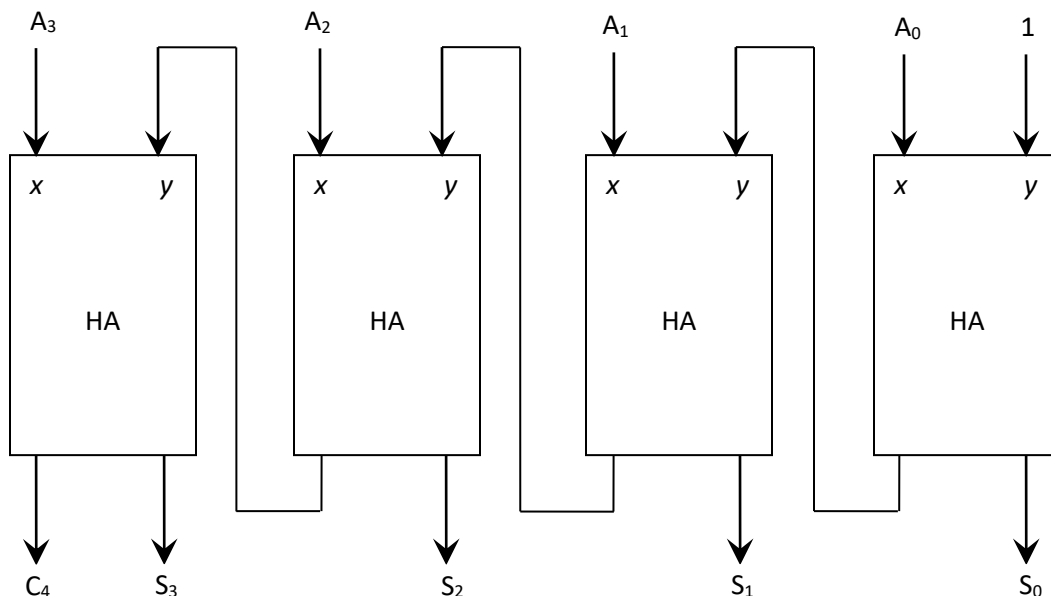 A₃ A₂ A₁ A₀ 1
x y x y x y x y
HA HA HA HA
C₄ S₃ S₂ S₁ S₀